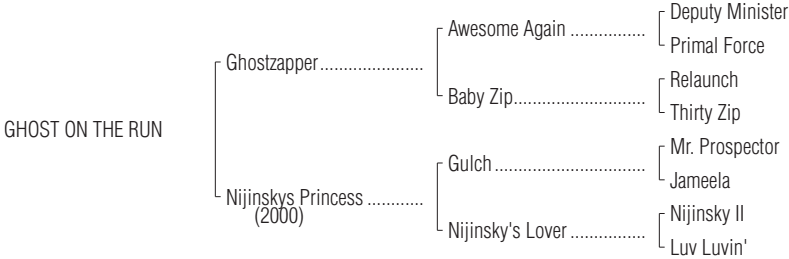 Deputy Minister
Awesome Again ................
Primal Force
Ghostzapper......................
Relaunch
Baby Zip............................
Thirty Zip
GHOST ON THE RUN
Mr. Prospector
Gulch................................
Jameela
Nijinskys Princess ............
(2000)
Nijinsky II
Nijinsky's Lover ................
Luv Luvin'